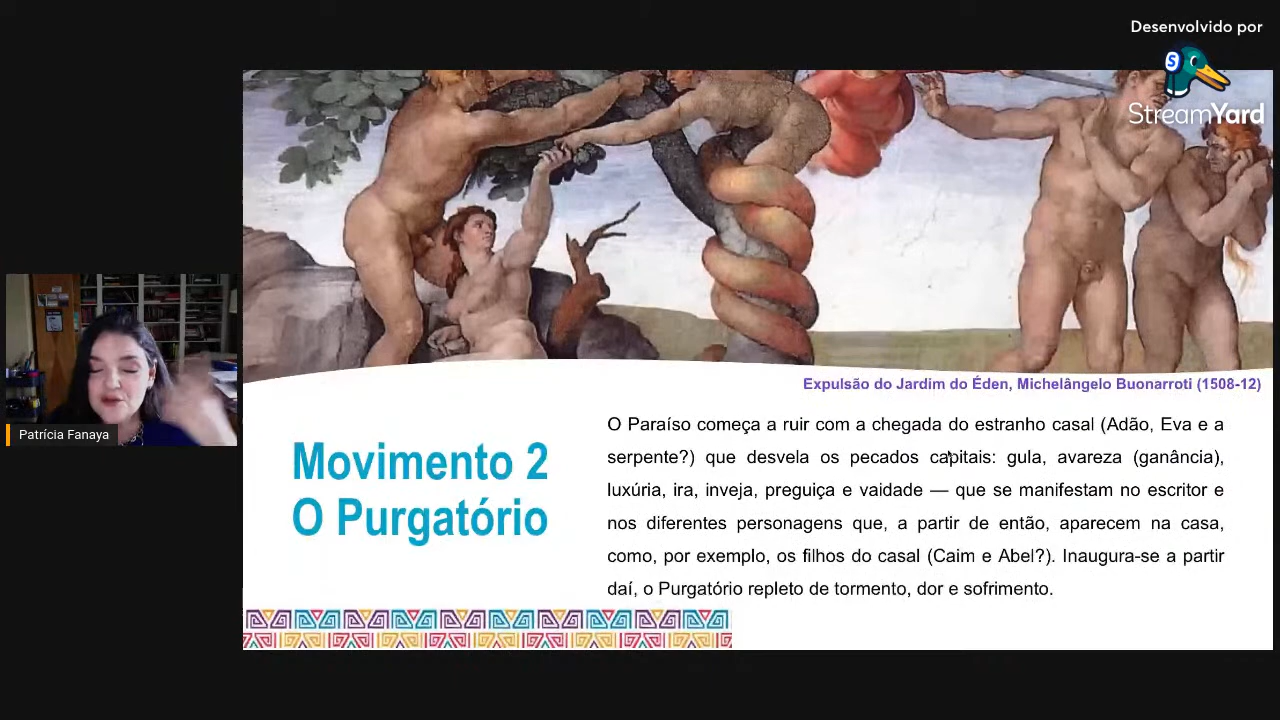 Desenvolvido por
S
StreamYard
Expulsão do Jardim do Éden, Michelângelo Buonarroti (1508-12)
Movimento 2
O Purgatório
O Paraíso começa a ruir com a chegada do estranho casal (Adão, Eva e a
serpente?) que desvela os pecados capitais: gula, avareza (ganância),
luxúria, ira, inveja, preguiça e vaidade — que se manifestam no escritor e
nos diferentes personagens que, a partir de então, aparecem na casa,
como, por exemplo, os filhos do casal (Caim e Abel?). Inaugura-se a partir
daí, o Purgatório repleto de tormento, dor e sofrimento.
Patrícia Fanaya